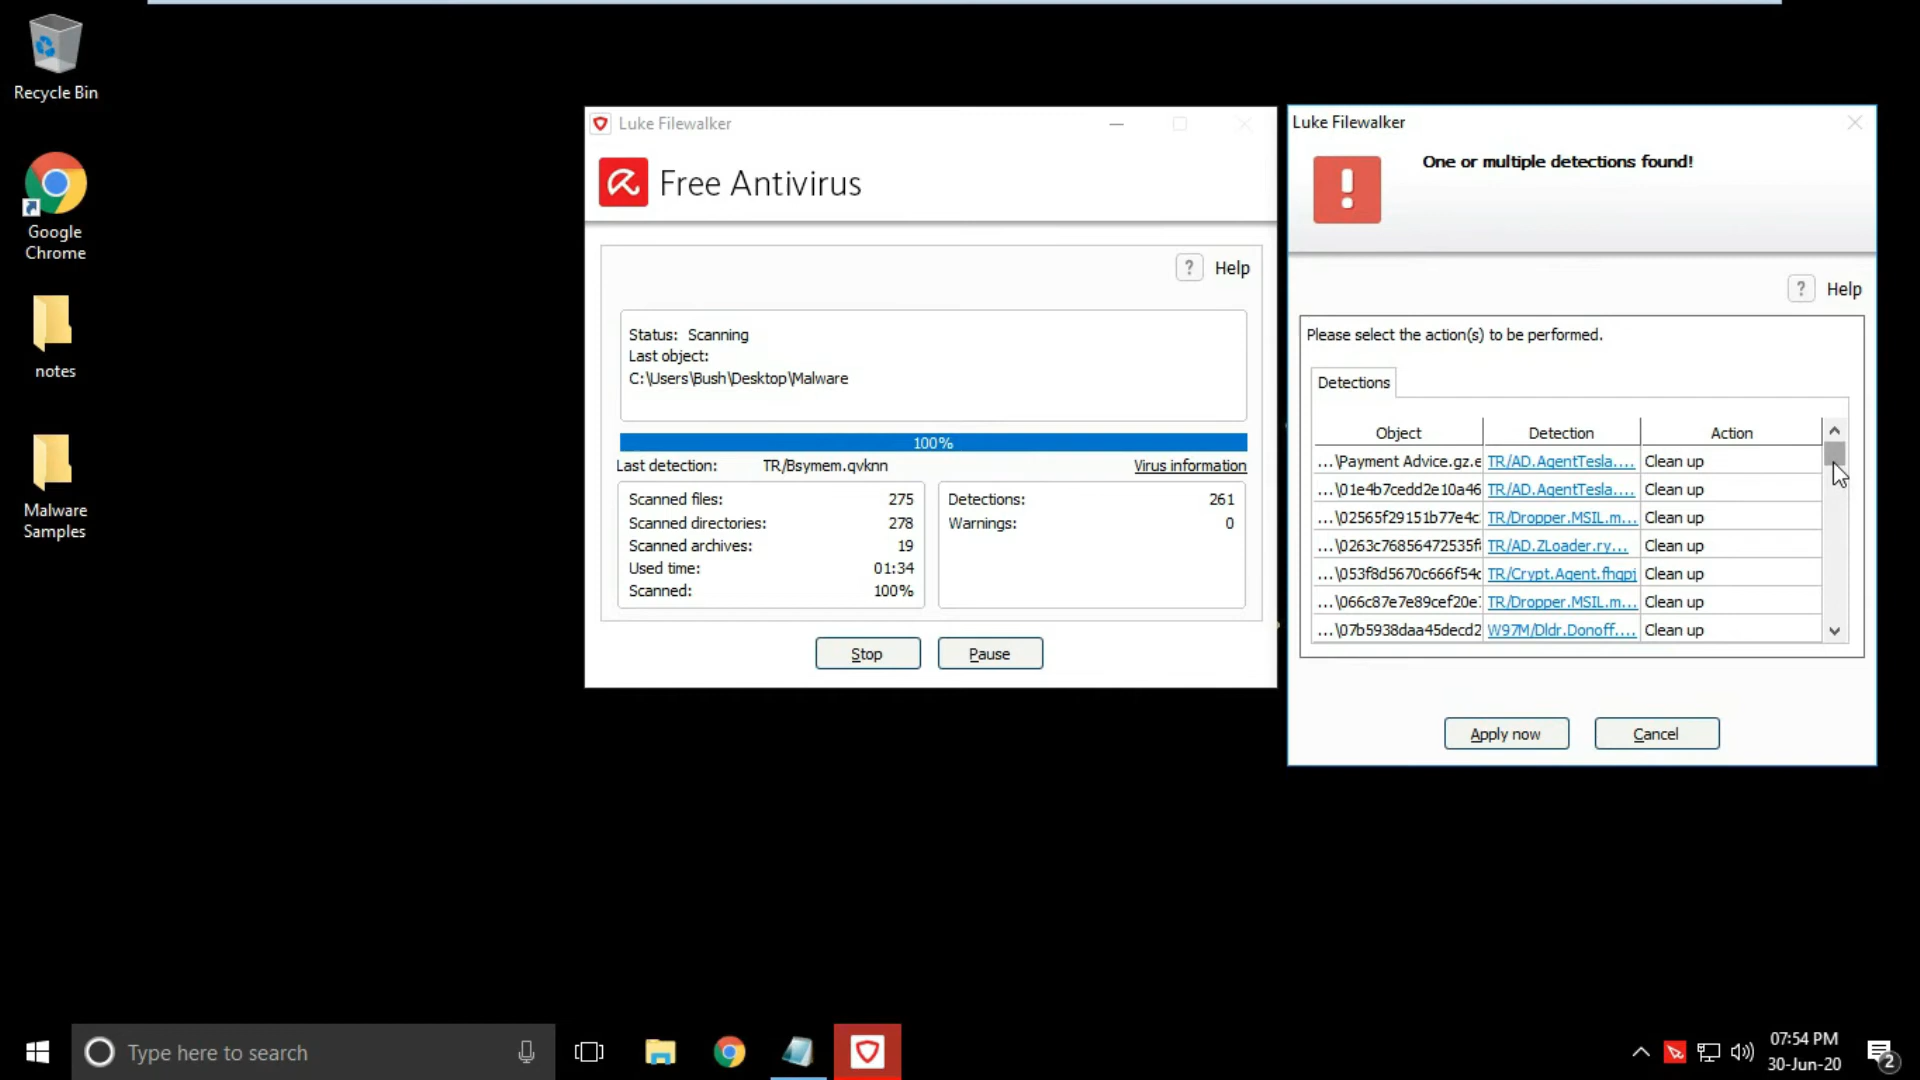 Recycle Bin
Google
Chrome
notes
Malware
Samples
Luke Filewalker
Free Antivirus
? Help
Status: Scanning
Last object:
C:\Users\Bush\Desktop\Malware
100%
Last detection: TR/Bsymem.qvknn Virus information
Scanned files: 275
Scanned directories: 278
Scanned archives: 19
Used time: 01:34
Scanned: 100%
Detections: 261
Warnings: 0
Stop Pause
Luke Filewalker
One or multiple detections found!
? Help
Please select the action(s) to be performed.
Detections
Object Detection Action
...\Payment Advice.gz.e TR/AD.AgentTesla.... Clean up
...\01e4b7cedd2e10a46 TR/AD.AgentTesla.... Clean up
...\02565f29151b77e4c TR/Dropper.MSIL.m... Clean up
...\0263c76856472535f TR/AD.ZLoader.ry... Clean up
...\053f8d5670c666f54c TR/Crypt.Agent.fhgpj Clean up
...\066c87e7e89cef20e TR/Dropper.MSIL.m... Clean up
...\07b5938daa45decd2 W97M/Dldr.Donoff.... Clean up
Apply now Cancel
Type here to search
07:54 PM
30-Jun-20
2